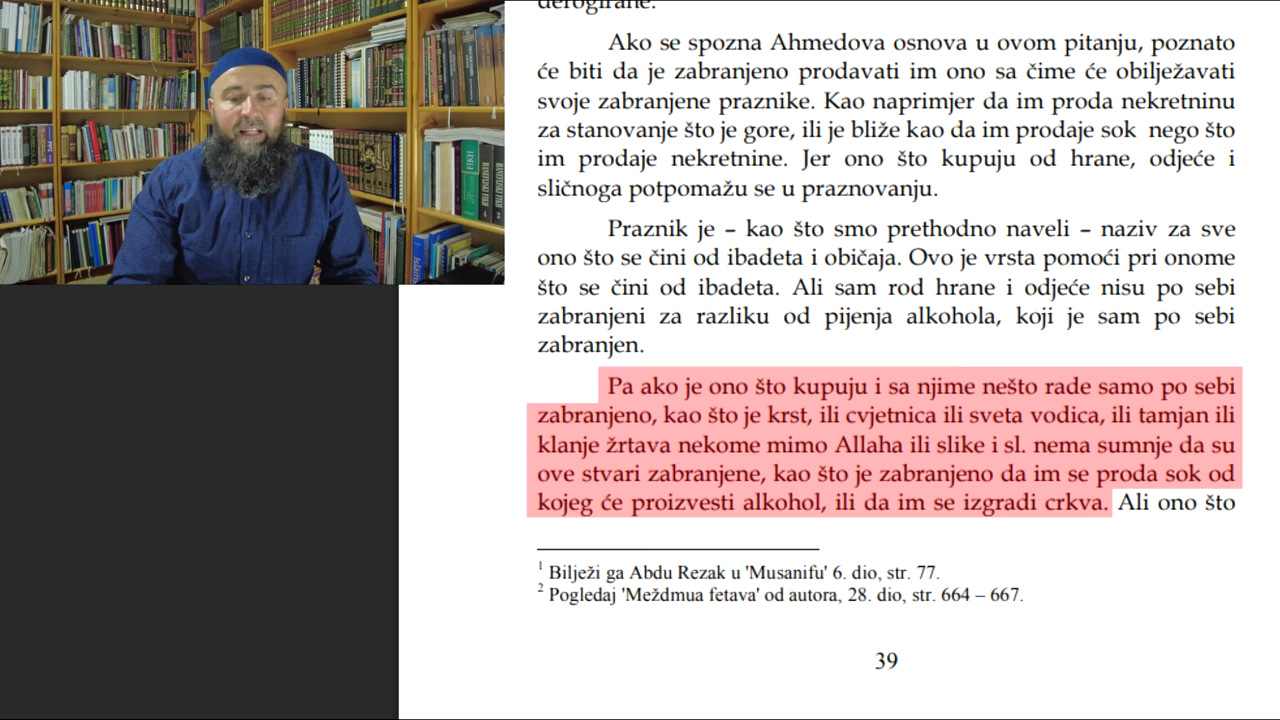 derogirane.
Ako se spozna Ahmedova osnova u ovom pitanju, poznato
će biti da je zabranjeno prodavati im ono sa čime će obilježavati
svoje zabranjene praznike. Kao naprimjer da im proda nekretninu
za stanovanje što je gore, ili je bliže kao da im prodaje sok nego što
im prodaje nekretnine. Jer ono što kupuju od hrane, odjeće i
sličnoga potpomažu se u praznovanju.
Praznik je – kao što smo prethodno naveli – naziv za sve
ono što se čini od ibadeta i običaja. Ovo je vrsta pomoći pri onome
što se čini od ibadeta. Ali sam rod hrane i odjeće nisu po sebi
zabranjeni za razliku od pijenja alkohola, koji je sam po sebi
zabranjen.
Pa ako je ono što kupuju i sa njime nešto rade samo po sebi
zabranjeno, kao što je krst, ili cvjetnica ili sveta vodica, ili tamjan ili
klanje žrtava nekome mimo Allaha ili slike i sl. nema sumnje da su
ove stvari zabranjene, kao što je zabranjeno da im se proda sok od
kojeg će proizvesti alkohol, ili da im se izgradi crkva. Ali ono što
1 Bilježi ga Abdu Rezak u 'Musanifu' 6. dio, str. 77.
2 Pogledaj 'Meždmua fetava' od autora, 28. dio, str. 664 – 667.
39
FIKH